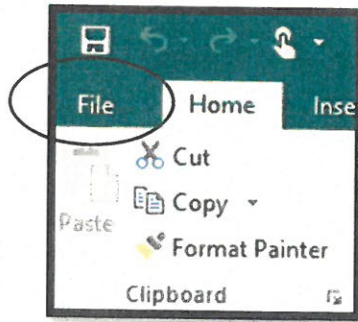 File Home Inse
Cut
Copy
Paste
Format Painter
Clipboard